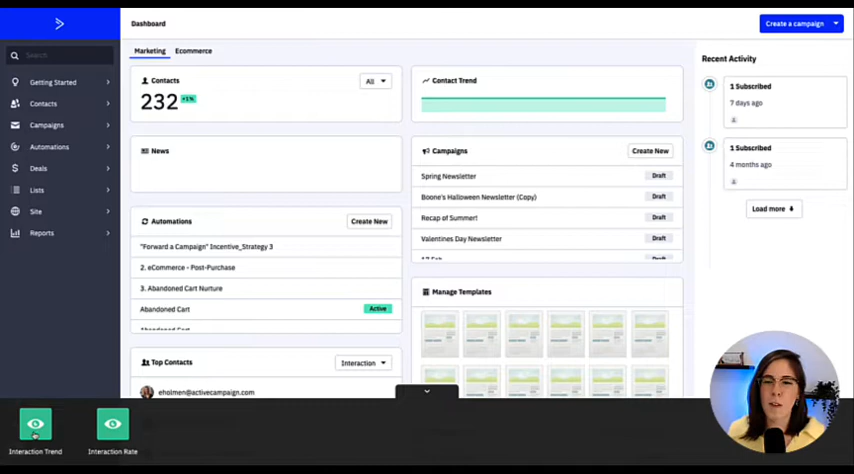 Dashboard
Create a campaign
Search
Getting Started
Contacts
Campaigns
Automations
Deals
Lists
Site
Reports
Marketing
Ecommerce
Contacts
All
232 +1%
Contact Trend
News
Campaigns
Create New
Spring Newsletter
Draft
Boone's Halloween Newsletter (Copy)
Draft
Recap of Summer!
Draft
Valentines Day Newsletter
Draft
Automations
Create New
"Forward a Campaign" Incentive_Strategy 3
2. eCommerce - Post-Purchase
3. Abandoned Cart Nurture
Abandoned Cart
Active
Abandoned Cart
Manage Templates
Top Contacts
Interaction
eholmen@activecampaign.com
Recent Activity
1 Subscribed
7 days ago
1 Subscribed
4 months ago
Load more
Interaction Trend
Interaction Rate